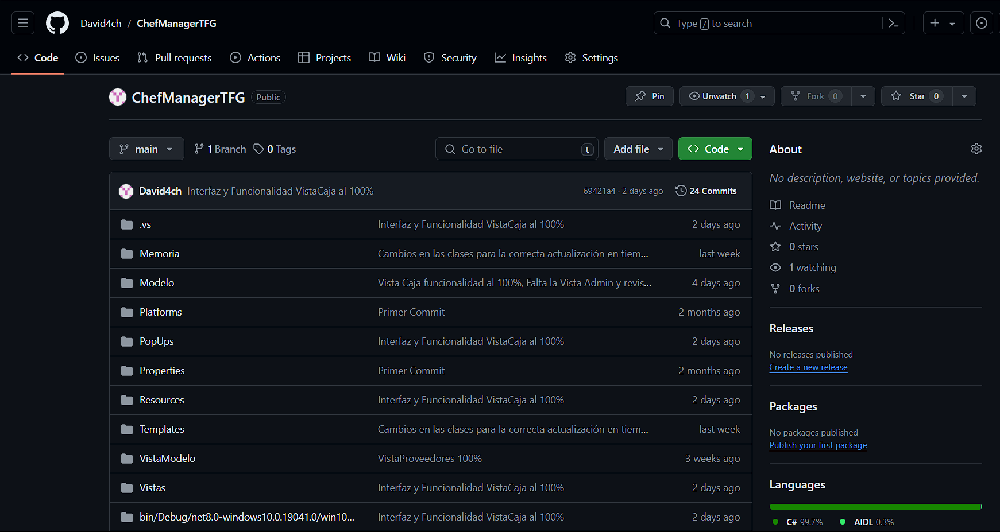 David4ch / ChefManagerTFG
Type / to search
Code Issues Pull requests Actions Projects Wiki Security Insights Settings
ChefManagerTFG Public
Pin Unwatch 1 Fork 0 Star 0
main 1 Branch 0 Tags Go to file t Add file Code
David4ch Interfaz y Funcionalidad VistaCaja al 100% 69421a4 · 2 days ago 24 Commits
.vs Interfaz y Funcionalidad VistaCaja al 100% 2 days ago
Memoria Cambios en las clases para la correcta actualización en tiem... last week
Modelo Vista Caja funcionalidad al 100%, Falta la Vista Admin y revis... 4 days ago
Platforms Primer Commit 2 months ago
PopUps Interfaz y Funcionalidad VistaCaja al 100% 2 days ago
Properties Primer Commit 2 months ago
Resources Interfaz y Funcionalidad VistaCaja al 100% 2 days ago
Templates Cambios en las clases para la correcta actualización en tiem... last week
VistaModelo VistaProveedores 100% 3 weeks ago
Vistas Interfaz y Funcionalidad VistaCaja al 100% 2 days ago
bin/Debug/net8.0-windows10.0.19041.0/win10... Interfaz y Funcionalidad VistaCaja al 100% 2 days ago
About
No description, website, or topics provided.
Readme
Activity
0 stars
1 watching
0 forks
Releases
No releases published
Create a new release
Packages
No packages published
Publish your first package
Languages
C# 99.7% AIDL 0.3%